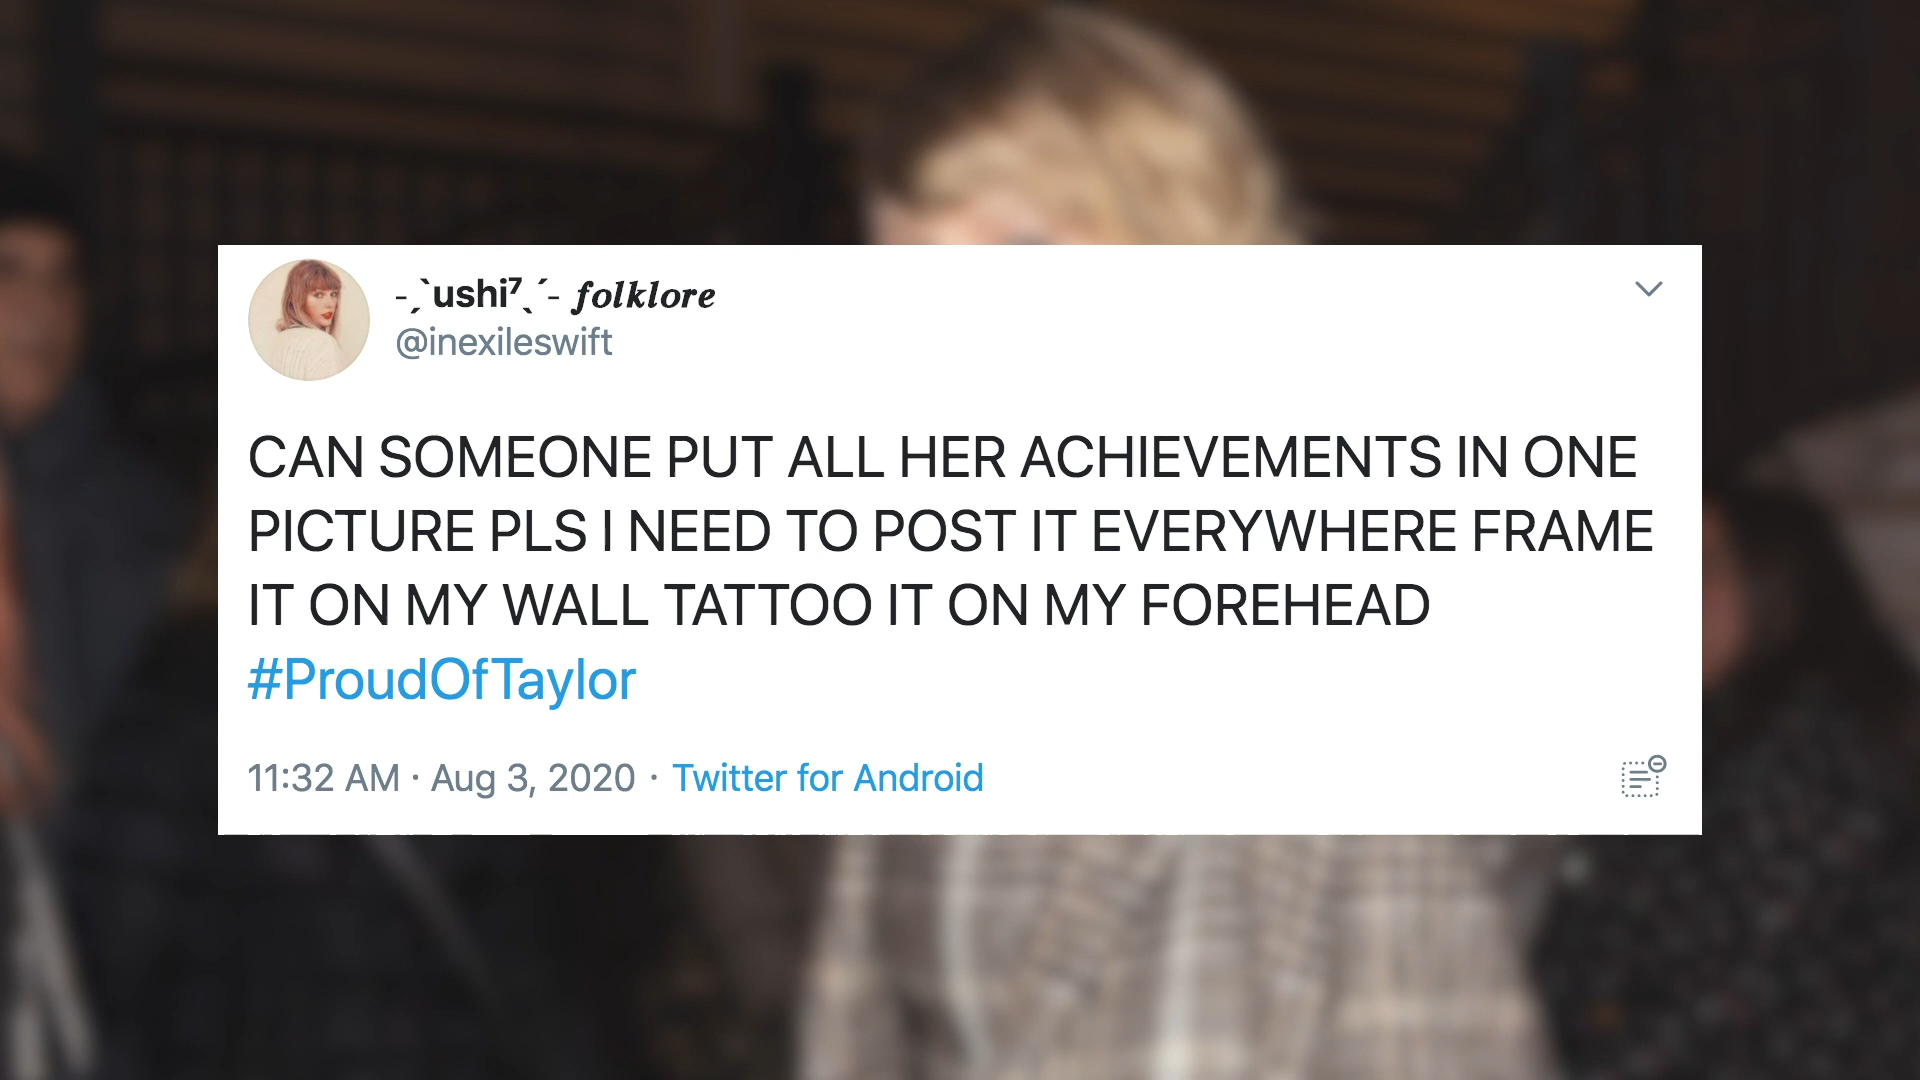 -ˏˋushi⁷ˎˊ- 𝒇𝒐𝒍𝒌𝒍𝒐𝒓𝒆
@inexileswift
CAN SOMEONE PUT ALL HER ACHIEVEMENTS IN ONE
PICTURE PLS I NEED TO POST IT EVERYWHERE FRAME
IT ON MY WALL TATTOO IT ON MY FOREHEAD
#ProudOfTaylor
11:32 AM · Aug 3, 2020 · Twitter for Android